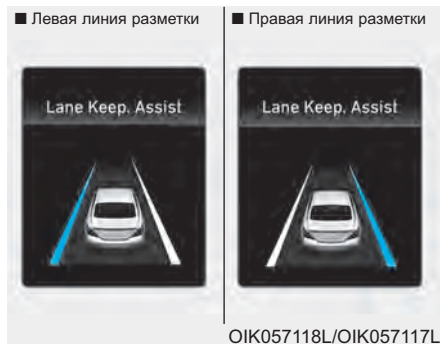 ■ Левая линия разметки
■ Правая линия разметки
Lane Keep. Assist
Lane Keep. Assist
OIK057118L/OIK057117L